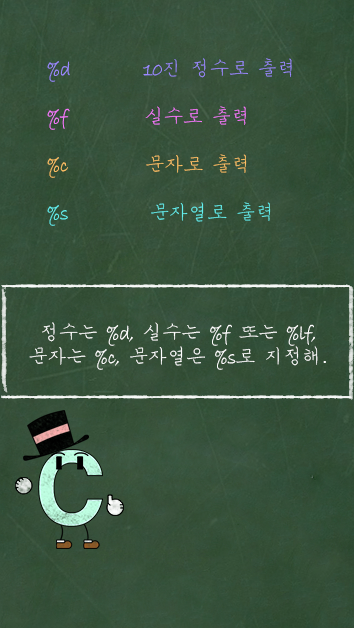 %d 10진 정수로 출력
%f 실수로 출력
%c 문자로 출력
%s 문자열로 출력
정수는 %d, 실수는 %f 또는 %lf,
문자는 %c, 문자열은 %s로 지정해.
C